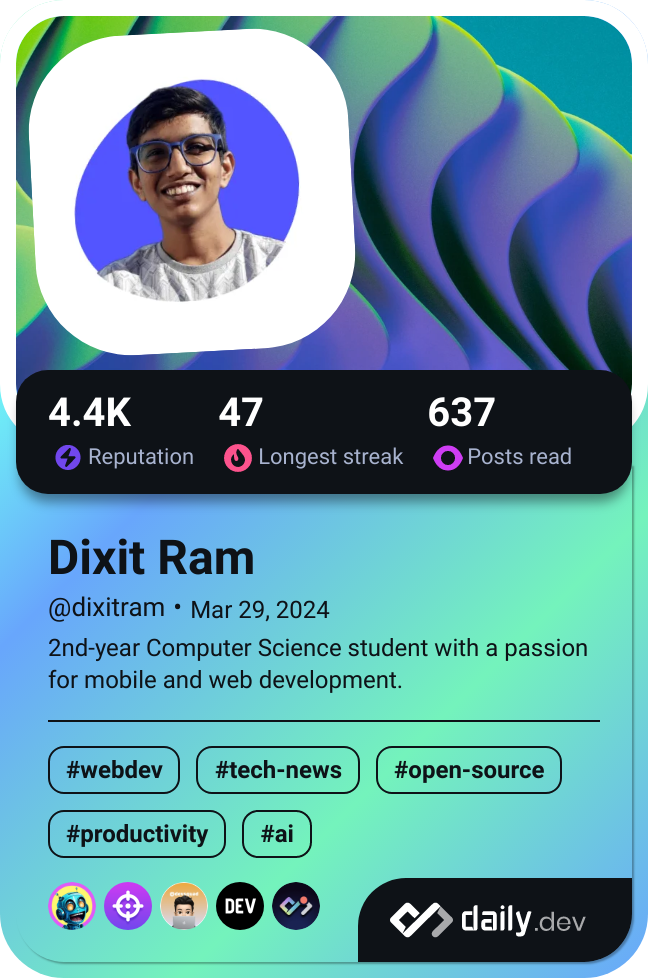 4.4K 47 637
Reputation Longest streak Posts read
Dixit Ram
@dixitram • Mar 29, 2024
2nd-year Computer Science student with a passion
for mobile and web development.
#webdev #tech-news #open-source
#productivity #ai
DEV
daily.dev